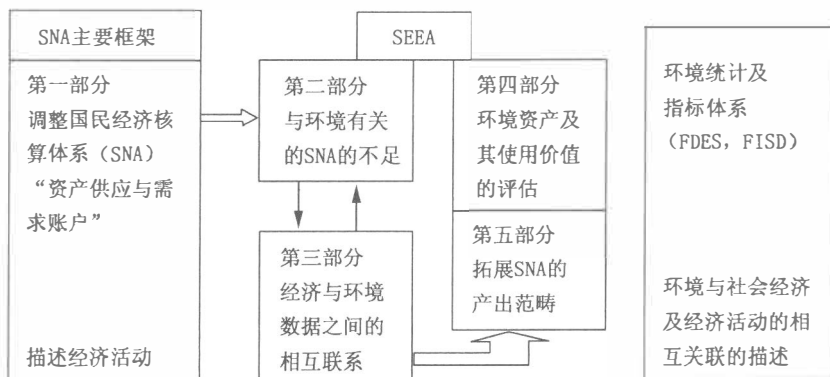 SNA主要框架
第一部分
调整国民经济核
算体系（SNA）
“资产供应与需
求账户”
描述经济活动
SEEA
第二部分
与环境有关
的SNA的不足
第三部分
经济与环境
数据之间的
相互联系
第四部分
环境资产及
其使用价值
的评估
第五部分
拓展SNA的
产出范畴
环境统计及
指标体系
（FDES，FISD）
环境与社会经济
及经济活动的相
互关联的描述